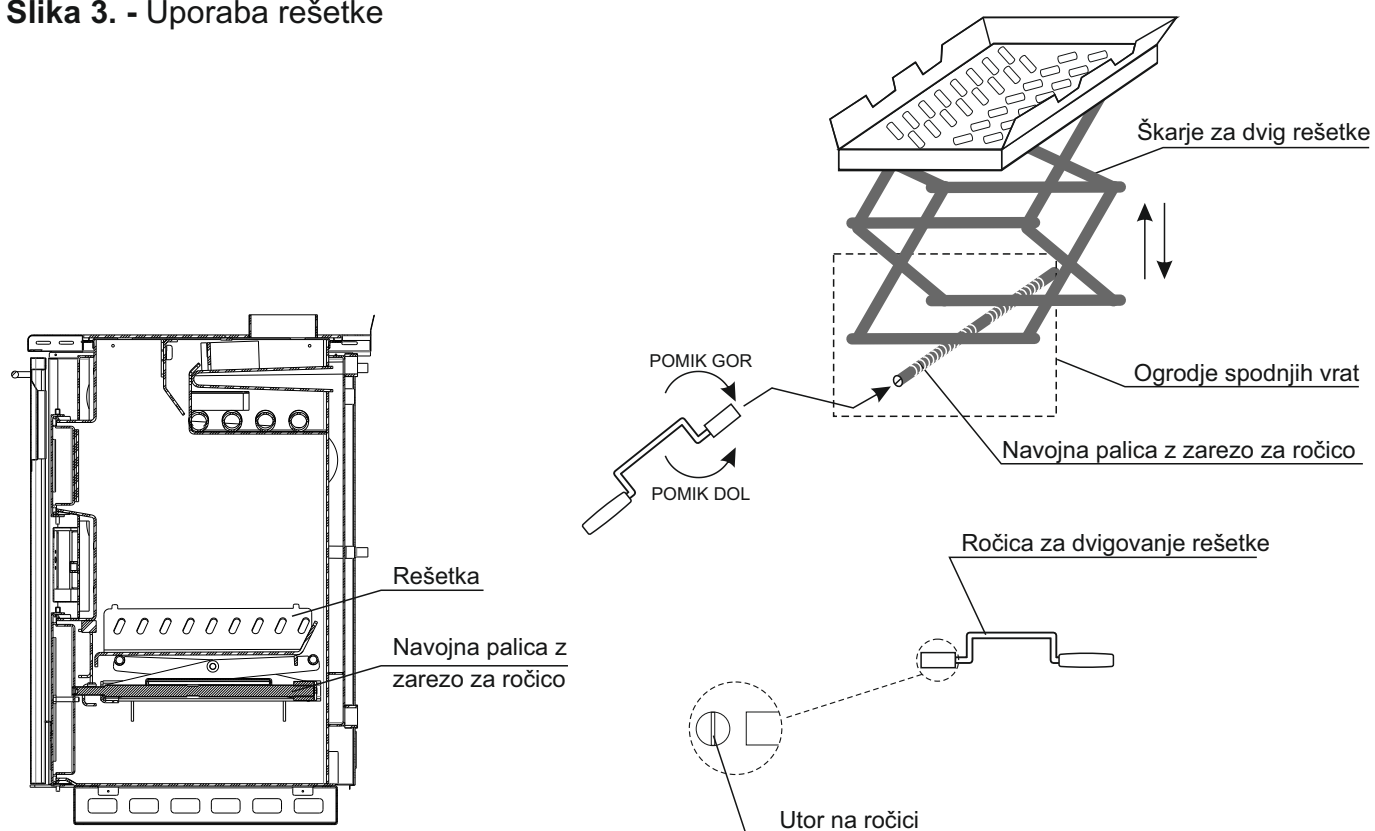 Slika 3. - Uporaba rešetke
Škarje za dvig rešetke
POMIK GOR
Ogrodje spodnjih vrat
Navojna palica z zarezo za ročico
POMIK DOL
Ročica za dvigovanje rešetke
Rešetka
Navojna palica z
zarezo za ročico
Utor na ročici